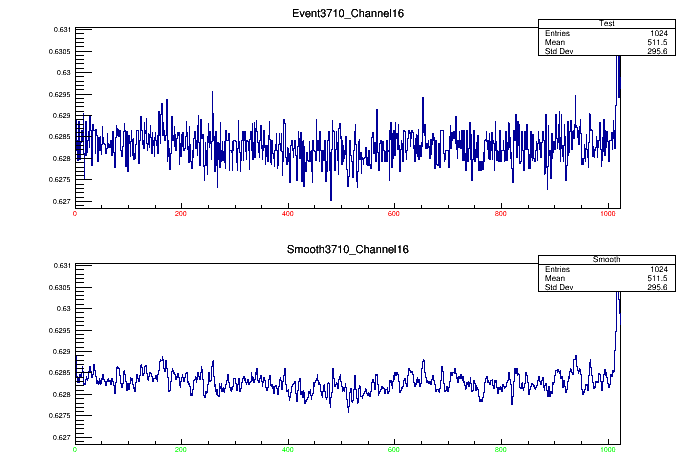 Event3710_Channel16
Test
Entries 1024
Mean 511.5
Std Dev 295.6
0.631
0.6305
0.63
0.6295
0.629
0.6285
0.628
0.6275
0.627
0 200 400 600 800 1000
Smooth3710_Channel16
Smooth
Entries 1024
Mean 511.5
Std Dev 295.6
0.631
0.6305
0.63
0.6295
0.629
0.6285
0.628
0.6275
0.627
0 200 400 600 800 1000